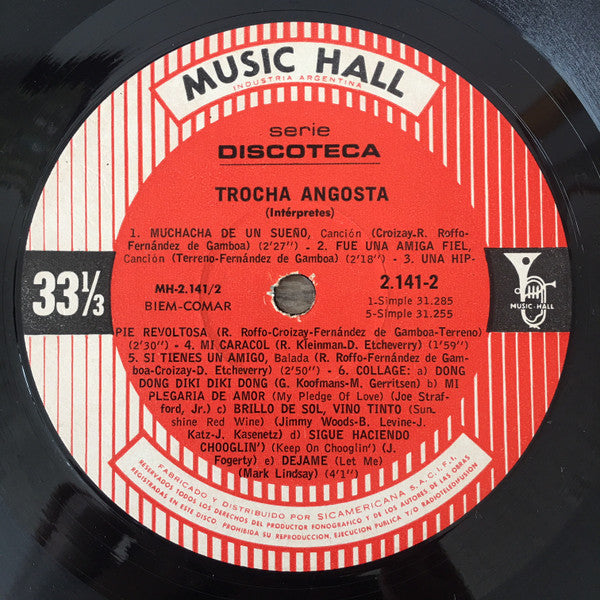 MUSIC HALL
INDUSTRIA ARGENTINA
serie
DISCOTECA
TROCHA ANGOSTA
(Intérpretes)
1. MUCHACHA DE UN SUEÑO, Canción (Croizay-R. Roffo-
Fernández de Gamboa) (2'27'') - 2. FUE UNA AMIGA FIEL,
Canción (Terreno-Fernández de Gamboa) (2'18'') - 3. UNA HIP-
33⅓
MH-2.141/2
BIEM-COMAR
2.141-2
1-Simple 31.285
5-Simple 31.255
MUSIC-HALL
PIE REVOLTOSA (R. Roffo-Croizay-Fernández de Gamboa-Terreno)
(2'30'') - 4. MI CARACOL (R. Kleinman.D. Etcheverry) (1'59'')
5. SI TIENES UN AMIGO, Balada (R. Roffo-Fernández de Gam-
boa-Croizay-D. Etcheverry) (2'50'') - 6. COLLAGE: a) DONG
DONG DIKI DIKI DONG (G. Koofmans-M. Gerritsen) b) MI
PLEGARIA DE AMOR (My Pledge Of Love) (Joe Straf-
ford, Jr.) c) BRILLO DE SOL, VINO TINTO (Sun
shine Red Wine) (Jimmy Woods-B. Levine-J.
Katz-J. Kasenetz) d) SIGUE HACIENDO
CHOOGLIN') (Keep On Chooglin') (J.
Fogerty) e) DEJAME (Let Me)
(Mark Lindsay) (4'1'')
FABRICADO Y DISTRIBUIDO POR SICAMERICANA S.A.C.I.F.I.
RESERVADOS TODOS LOS DERECHOS DEL PRODUCTOR FONOGRAFICO Y DE LOS AUTORES DE LAS OBRAS
REGISTRADAS EN ESTE DISCO. PROHIBIDA SU REPRODUCCION, EJECUCION PUBLICA Y/O RADIOTELEDIFUSION